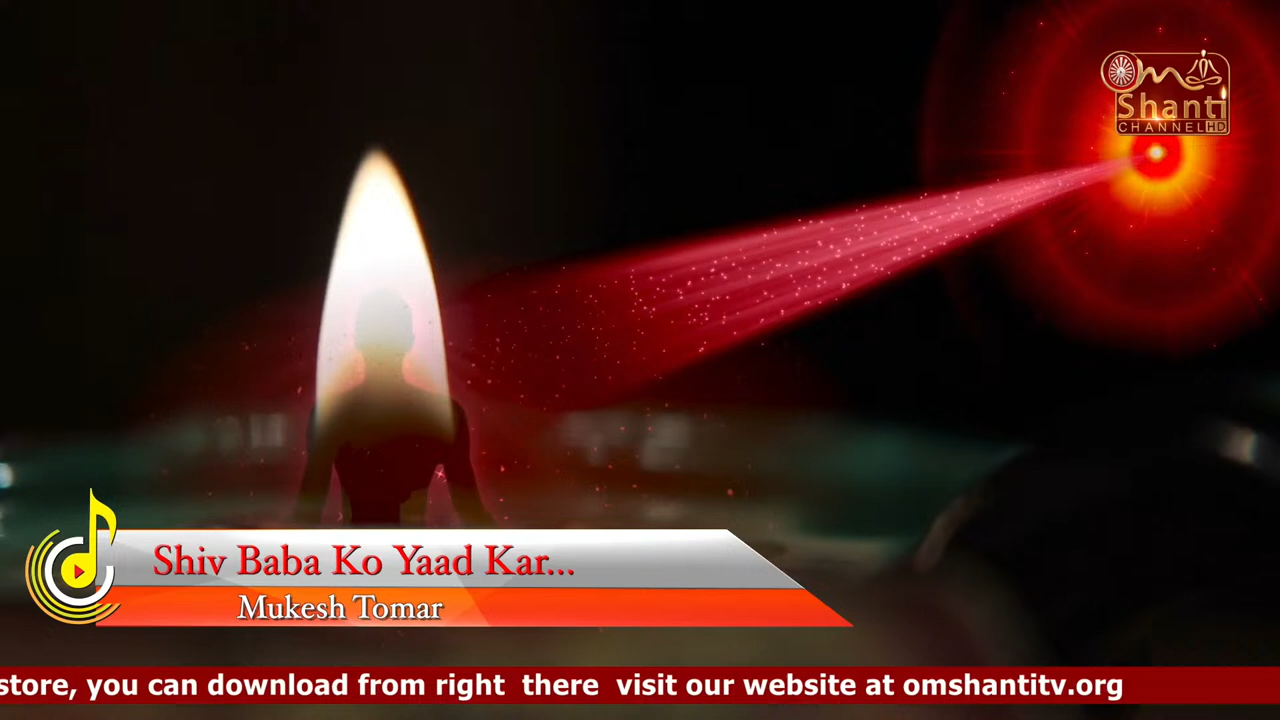 Om
Shanti
CHANNEL HD
Shiv Baba Ko Yaad Kar...
Mukesh Tomar
store, you can download from right there visit our website at omshantitv.org